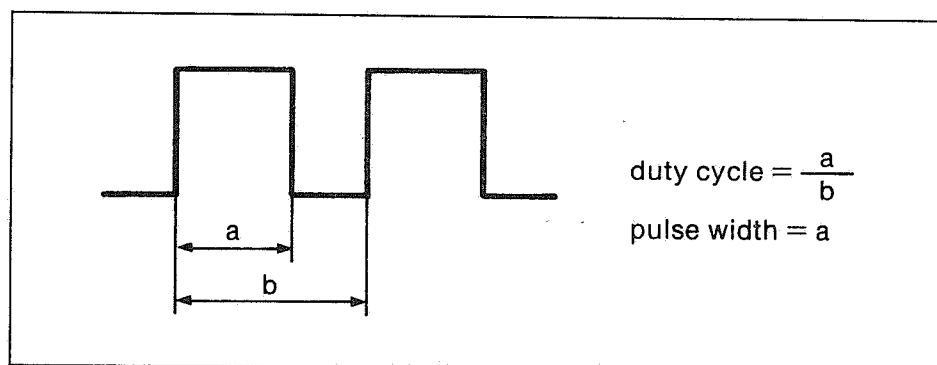 duty cycle = a
b
pulse width = a
a
b